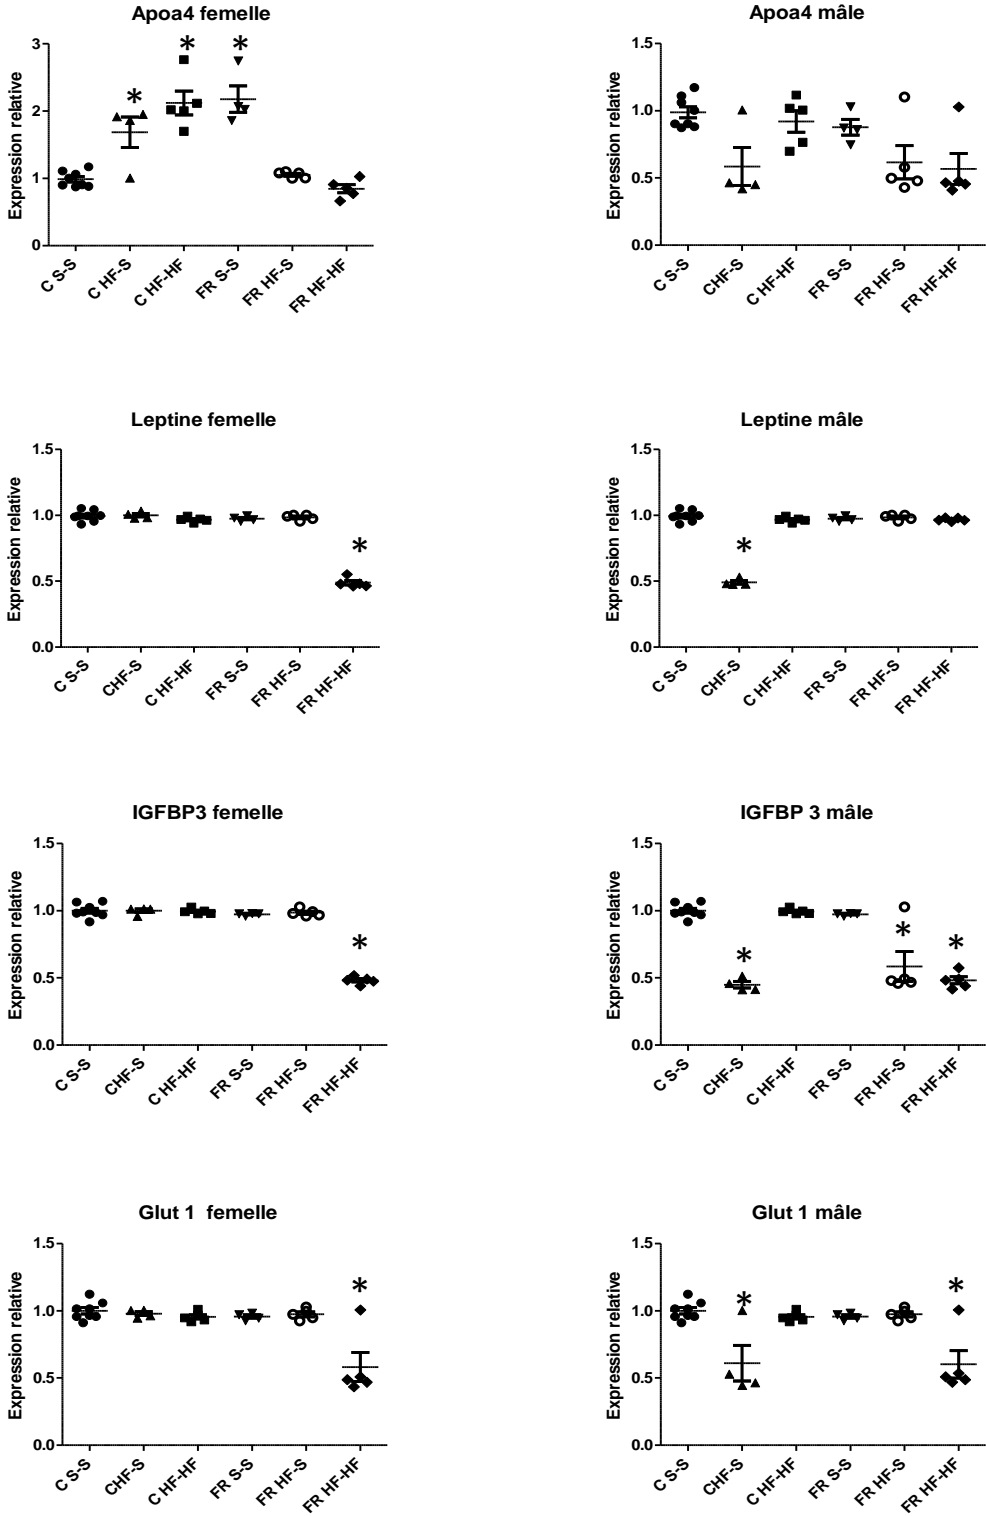 Apoa4 femelle
Expression relative
3
2
1
0
*
*
*
C S-S
C HF-S
C HF-HF
FR S-S
FR HF-S
FR HF-HF
Apoa4 mâle
Expression relative
1.5
1.0
0.5
0.0
C S-S
CHF-S
C HF-HF
FR S-S
FR HF-S
FR HF-HF
Leptine femelle
Expression relative
1.5
1.0
0.5
0.0
*
C S-S
CHF-S
C HF-HF
FR S-S
FR HF-S
FR HF-HF
Leptine mâle
Expression relative
1.5
1.0
0.5
0.0
*
C S-S
CHF-S
C HF-HF
FR S-S
FR HF-S
FR HF-HF
IGFBP3 femelle
Expression relative
1.5
1.0
0.5
0.0
*
C S-S
CHF-S
C HF-HF
FR S-S
FR HF-S
FR HF-HF
IGFBP 3 mâle
Expression relative
1.5
1.0
0.5
0.0
*
*
*
C S-S
CHF-S
C HF-HF
FR S-S
FR HF-S
FR HF-HF
Glut 1 femelle
Expression relative
1.5
1.0
0.5
0.0
*
C S-S
CHF-S
C HF-HF
FR S-S
FR HF-S
FR HF-HF
Glut 1 mâle
Expression relative
1.5
1.0
0.5
0.0
*
*
C S-S
CHF-S
C HF-HF
FR S-S
FR HF-S
FR HF-HF